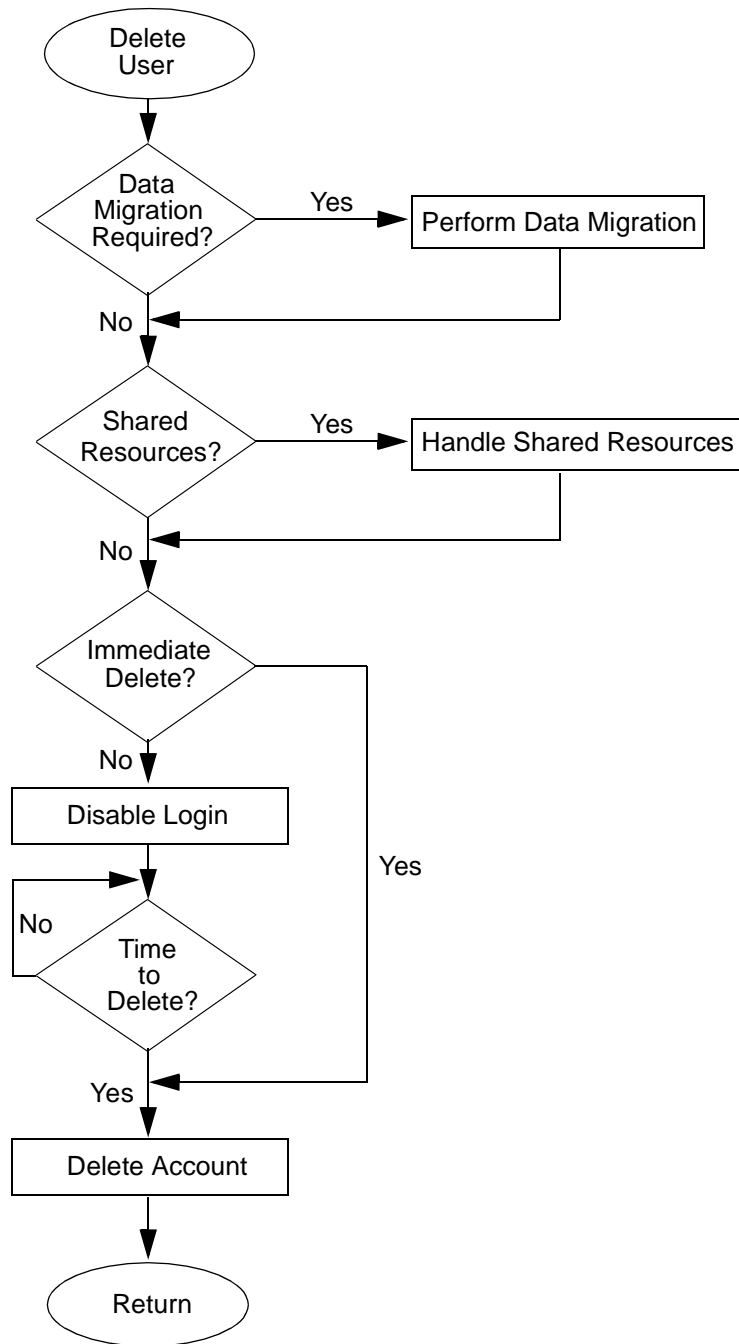 Delete
User
Data
Migration
Required?
Yes
Perform Data Migration
No
Shared
Resources?
Yes
Handle Shared Resources
No
Immediate
Delete?
No
Disable Login
Yes
No
Time
to
Delete?
Yes
Delete Account
Return